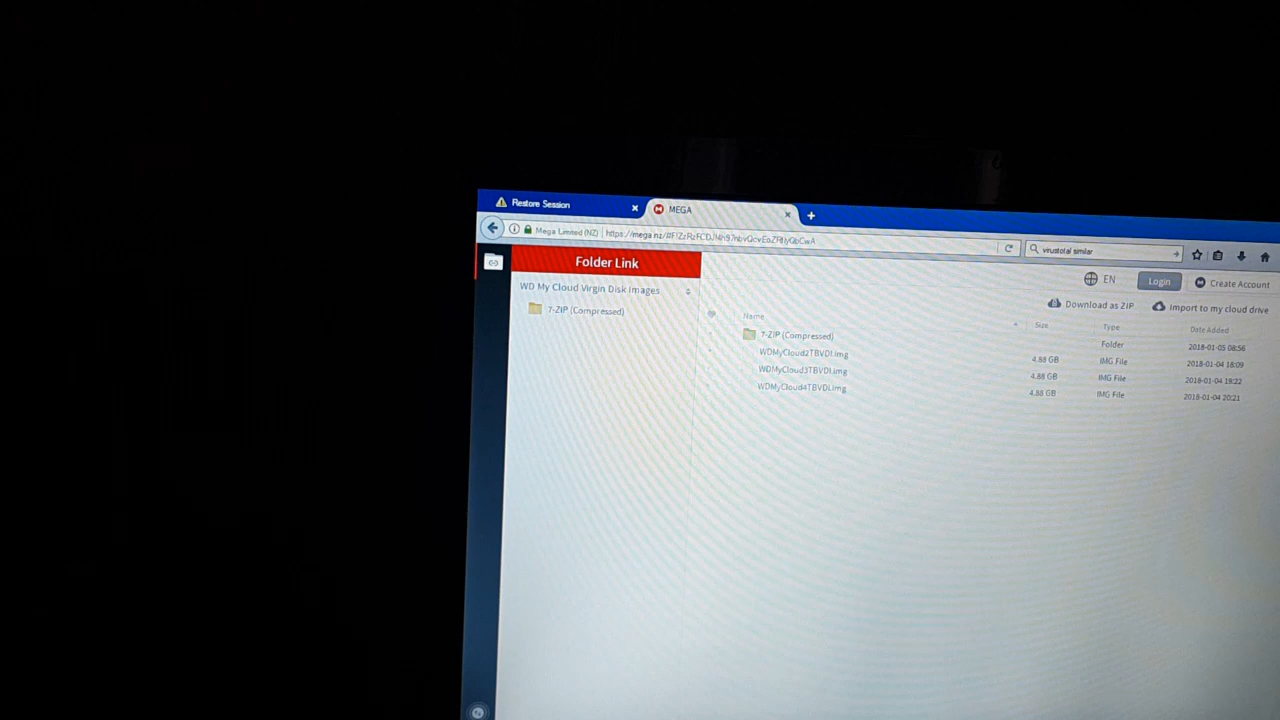 Restore Session
MEGA
Mega Limited (NZ)
virustotal similar
Folder Link
EN
Login
Create Account
WD My Cloud Virgin Disk Images
Download as ZIP
Import to my cloud drive
7-ZIP (Compressed)
Name
Size
Type
Date Added
7-ZIP (Compressed)
Folder
2018-01-05 08:56
WDMyCloud2TBVDI.img
4.88 GB
IMG File
2018-01-04 18:09
WDMyCloud3TBVDI.img
4.88 GB
IMG File
2018-01-04 19:22
WDMyCloud4TBVDI.img
4.88 GB
IMG File
2018-01-04 20:21